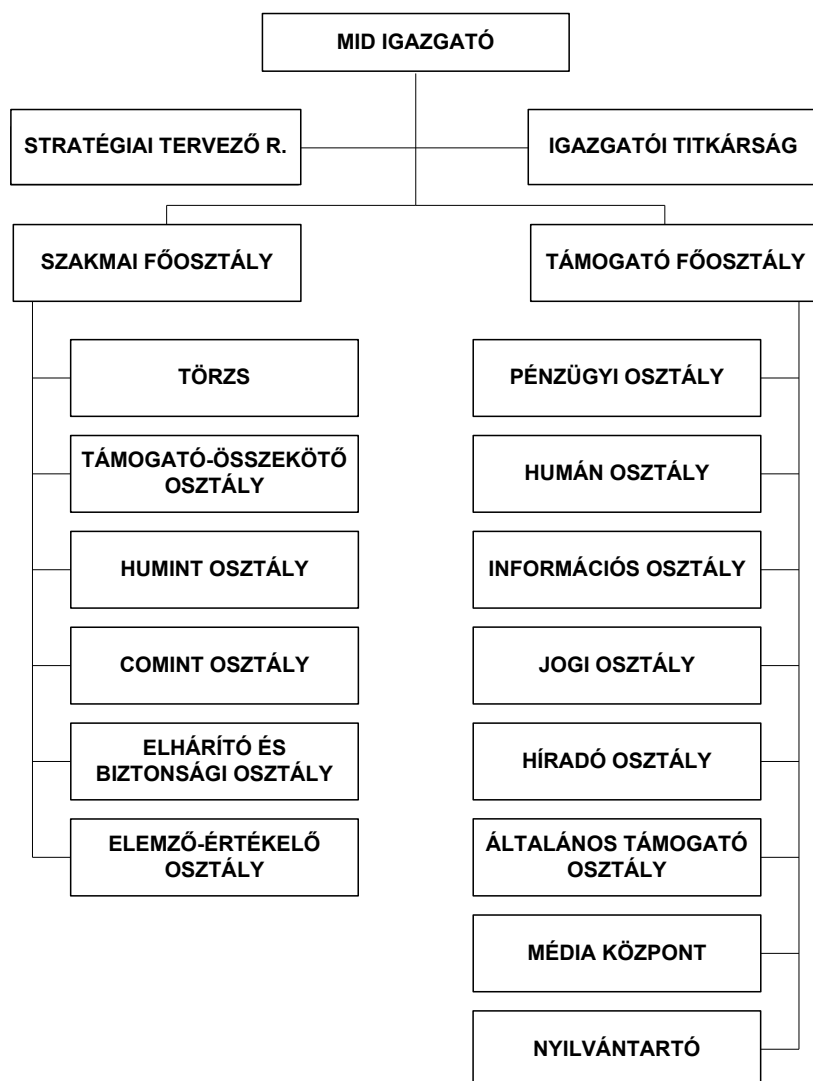 MID IGAZGATÓ
STRATÉGIAI TERVEZŐ R.
IGAZGATÓI TITKÁRSÁG
SZAKMAI FŐOSZTÁLY
TÁMOGATÓ FŐOSZTÁLY
TÖRZS
TÁMOGATÓ-ÖSSZEKÖTŐ
OSZTÁLY
HUMINT OSZTÁLY
COMINT OSZTÁLY
ELHÁRÍTÓ ÉS
BIZTONSÁGI OSZTÁLY
ELEMZŐ-ÉRTÉKELŐ
OSZTÁLY
PÉNZÜGYI OSZTÁLY
HUMÁN OSZTÁLY
INFORMÁCIÓS OSZTÁLY
JOGI OSZTÁLY
HÍRADÓ OSZTÁLY
ÁLTALÁNOS TÁMOGATÓ
OSZTÁLY
MÉDIA KÖZPONT
NYILVÁNTARTÓ